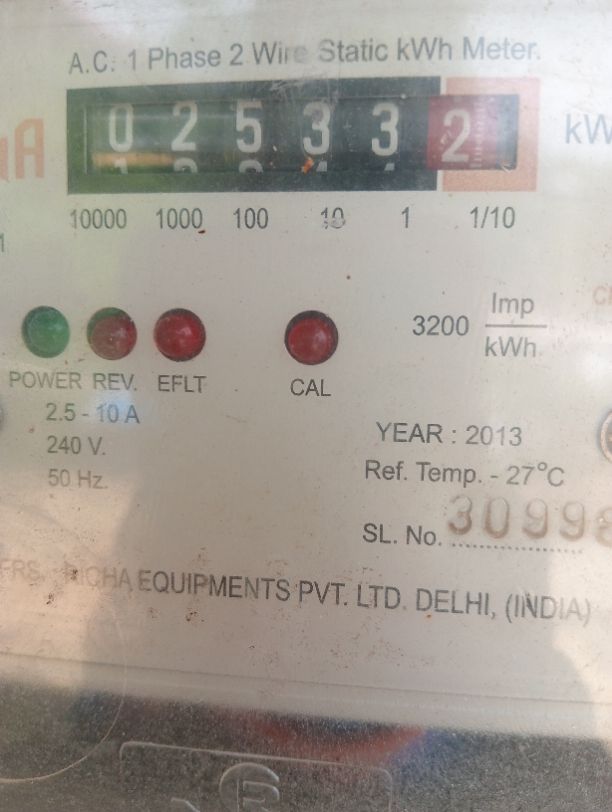 A.C. 1 Phase 2 Wire Static kWh Meter.
0 2 5 3 3 2
10000 1000 100 10 1 1/10
3200 Imp/kWh
POWER REV. EFLT CAL
2.5 - 10 A
240 V.
50 Hz.
YEAR : 2013
Ref. Temp. - 27°C
SL. No. 30998
EQUIPMENTS PVT. LTD. DELHI, (INDIA)